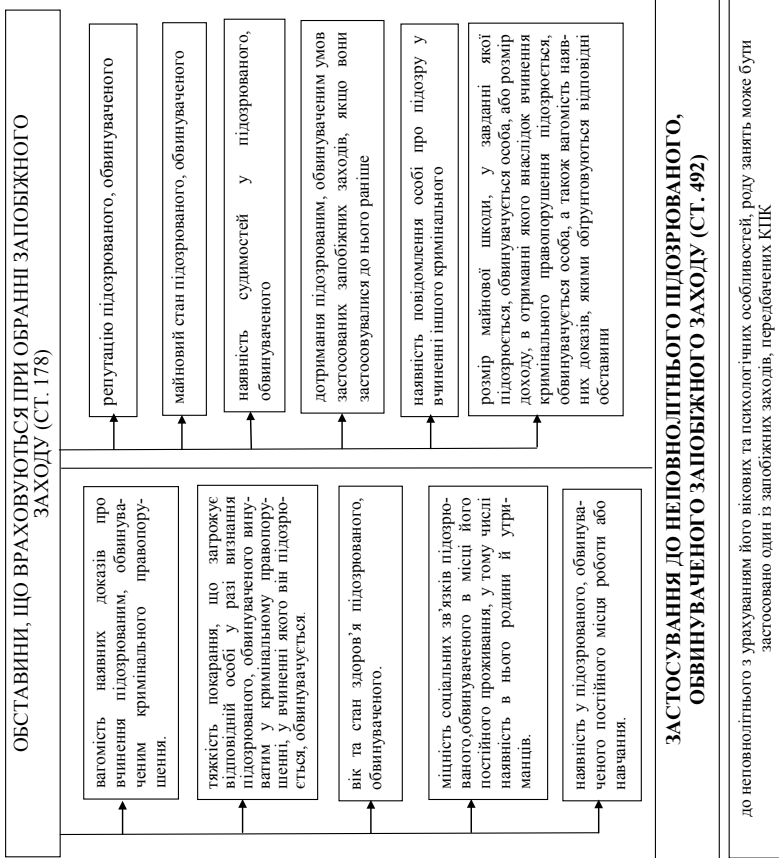 ОБСТАВИНИ, ЩО ВРАХОВУЮТЬСЯ ПРИ ОБРАННІ ЗАПОБІЖНОГО
ЗАХОДУ (СТ. 178)
вагомість наявних доказів про
вчинення підозрюваним, обвинува-
ченим кримінального правопору-
шення.
тяжкість покарання, що загрожує
відповідній особі у разі визнання
підозрюваного, обвинуваченого вину-
ватим у кримінальному правопору-
шенні, у вчиненні якого він підозрю-
ється, обвинувачується.
вік та стан здоров’я підозрюваного,
обвинуваченого.
міцність соціальних зв’язків підозрю-
ваного,обвинуваченого в місці його
постійного проживання, у тому числі
наявність в нього родини й утри-
манців.
наявність у підозрюваного, обвинува-
ченого постійного місця роботи або
навчання.
репутацію підозрюваного, обвинуваченого
майновий стан підозрюваного, обвинуваченого
наявність судимостей у підозрюваного,
обвинуваченого
дотримання підозрюваним, обвинуваченим умов
застосованих запобіжних заходів, якщо вони
застосовувалися до нього раніше
наявність повідомлення особі про підозру у
вчиненні іншого кримінального
розмір майнової шкоди, у завданні якої
підозрюється, обвинувачується особа, або розмір
доходу, в отриманні якого внаслідок вчинення
кримінального правопорушення підозрюється,
обвинувачується особа, а також вагомість наяв-
них доказів, якими обґрунтовуються відповідні
обставини
ЗАСТОСУВАННЯ ДО НЕПОВНОЛІТНЬОГО ПІДОЗРЮВАНОГО,
ОБВИНУВАЧЕНОГО ЗАПОБІЖНОГО ЗАХОДУ (СТ. 492)
до неповнолітнього з урахуванням його вікових та психологічних особливостей, роду занять може бути
застосовано один із запобіжних заходів, передбачених КПК